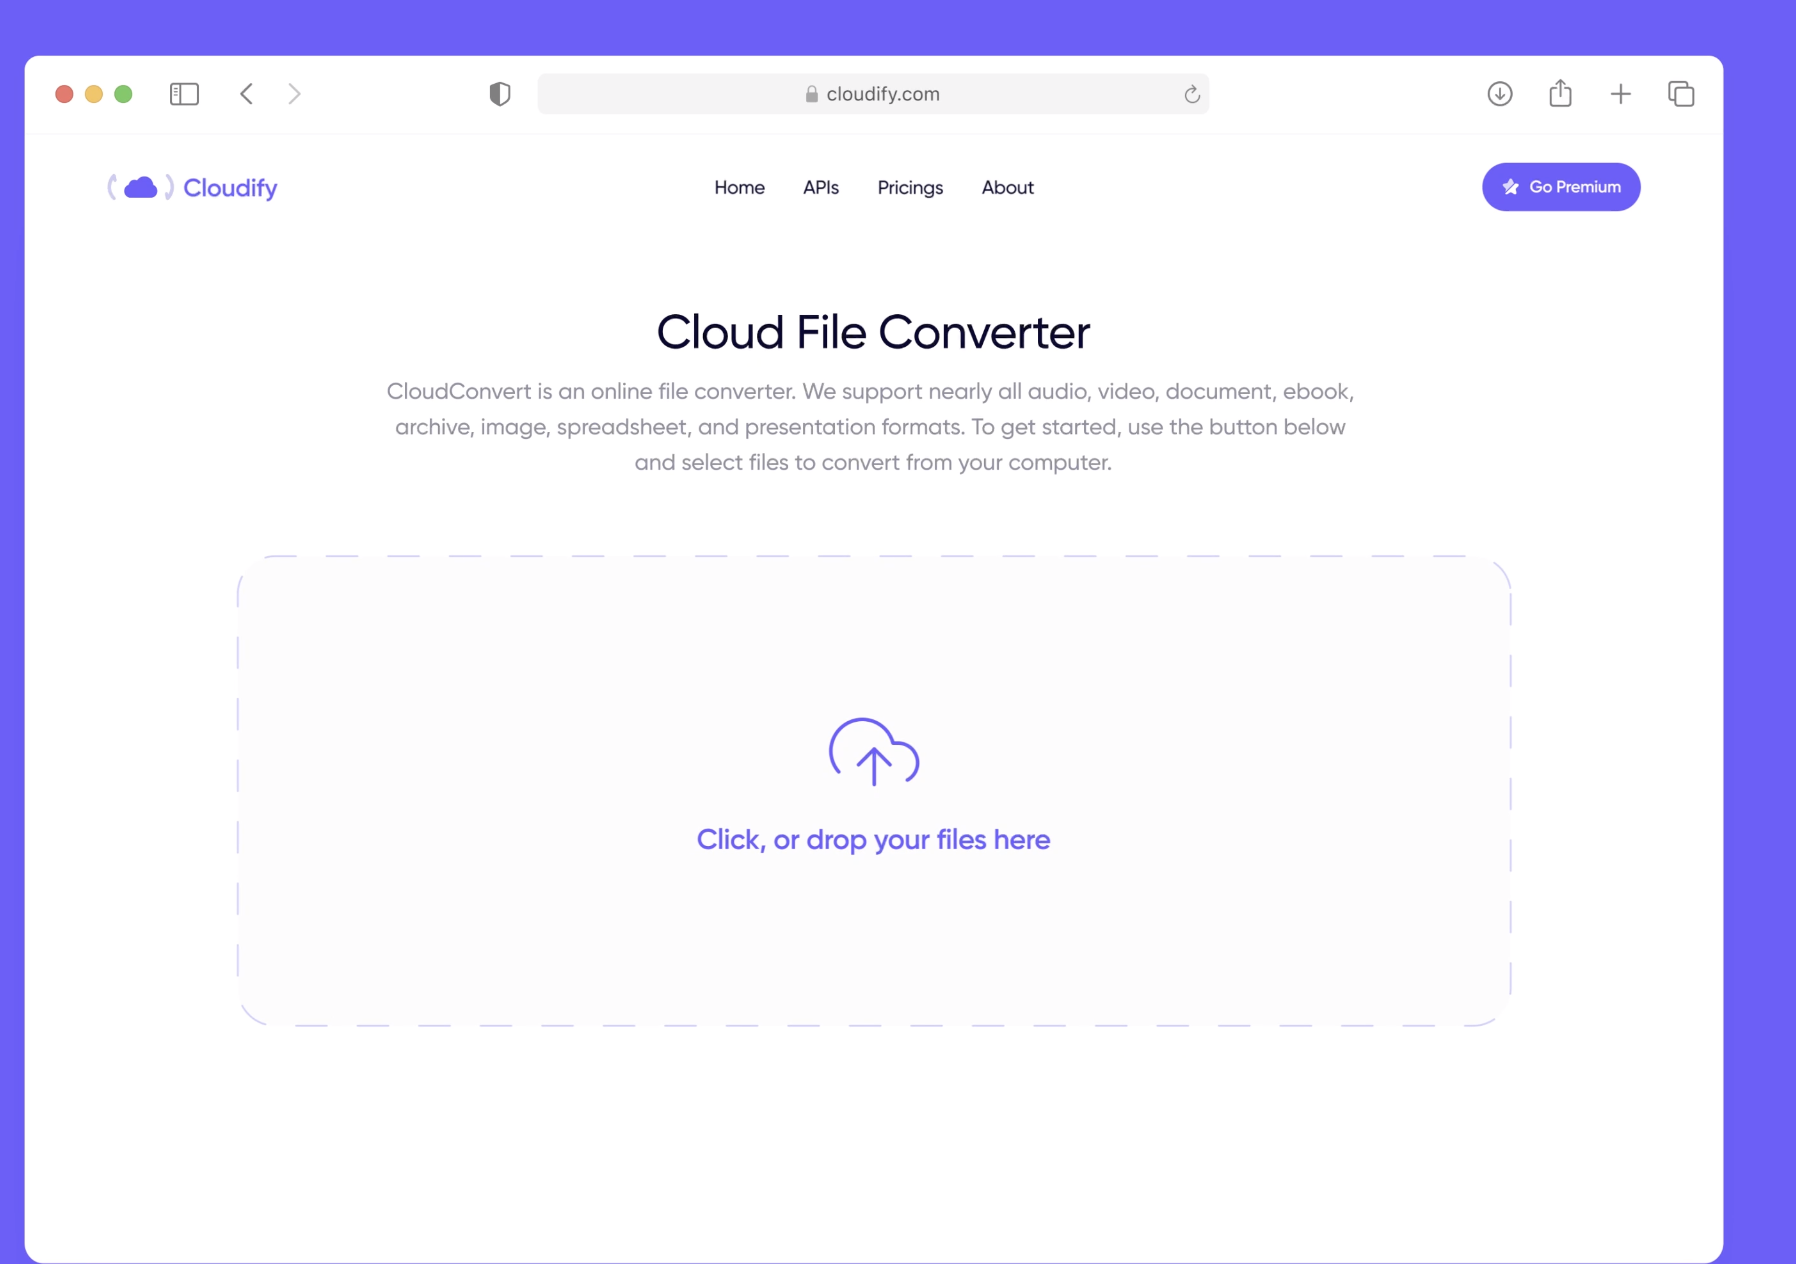 cloudify.com
Cloudify
Home
APIs
Pricings
About
Go Premium
Cloud File Converter
CloudConvert is an online file converter. We support nearly all audio, video, document, ebook,
archive, image, spreadsheet, and presentation formats. To get started, use the button below
and select files to convert from your computer.
Click, or drop your files here